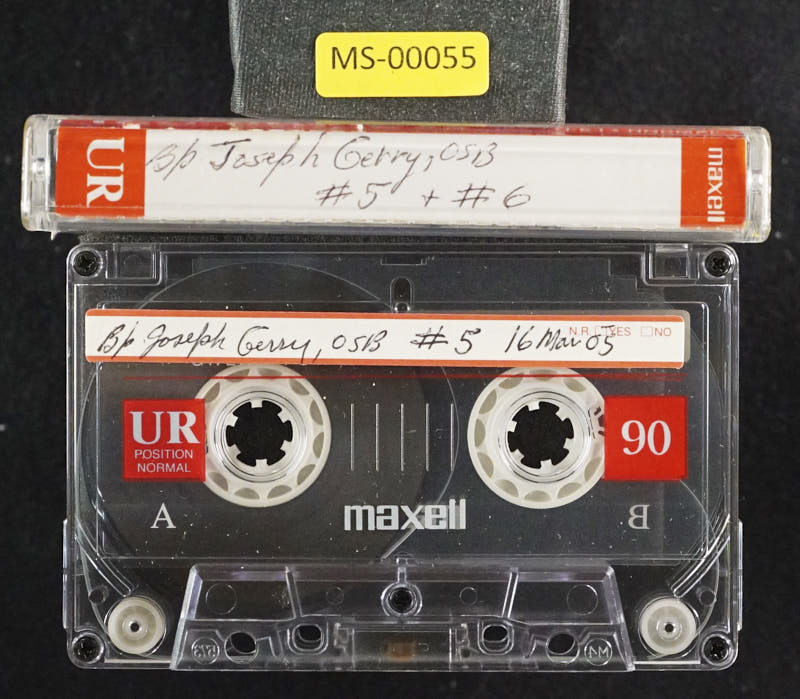 MS-00055
UR
Bp Joseph Gerry, OSB
#5 + #6
maxell
Bp Joseph Gerry, OSB #5 16 Mar 05
N.R. YES NO
UR
POSITION
NORMAL
90
A
maxell
B